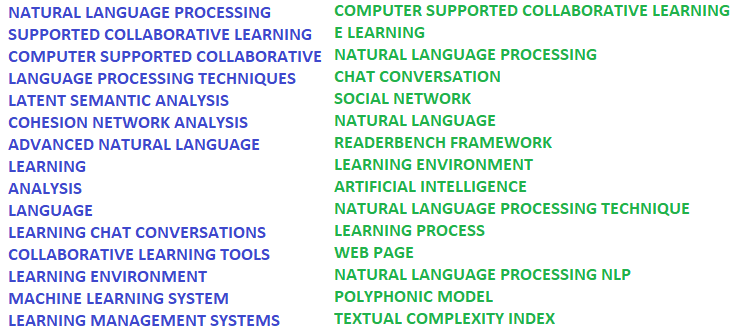 NATURAL LANGUAGE PROCESSING
SUPPORTED COLLABORATIVE LEARNING
COMPUTER SUPPORTED COLLABORATIVE
LANGUAGE PROCESSING TECHNIQUES
LATENT SEMANTIC ANALYSIS
COHESION NETWORK ANALYSIS
ADVANCED NATURAL LANGUAGE
LEARNING
ANALYSIS
LANGUAGE
LEARNING CHAT CONVERSATIONS
COLLABORATIVE LEARNING TOOLS
LEARNING ENVIRONMENT
MACHINE LEARNING SYSTEM
LEARNING MANAGEMENT SYSTEMS
COMPUTER SUPPORTED COLLABORATIVE LEARNING
E LEARNING
NATURAL LANGUAGE PROCESSING
CHAT CONVERSATION
SOCIAL NETWORK
NATURAL LANGUAGE
READERBENCH FRAMEWORK
LEARNING ENVIRONMENT
ARTIFICIAL INTELLIGENCE
NATURAL LANGUAGE PROCESSING TECHNIQUE
LEARNING PROCESS
WEB PAGE
NATURAL LANGUAGE PROCESSING NLP
POLYPHONIC MODEL
TEXTUAL COMPLEXITY INDEX